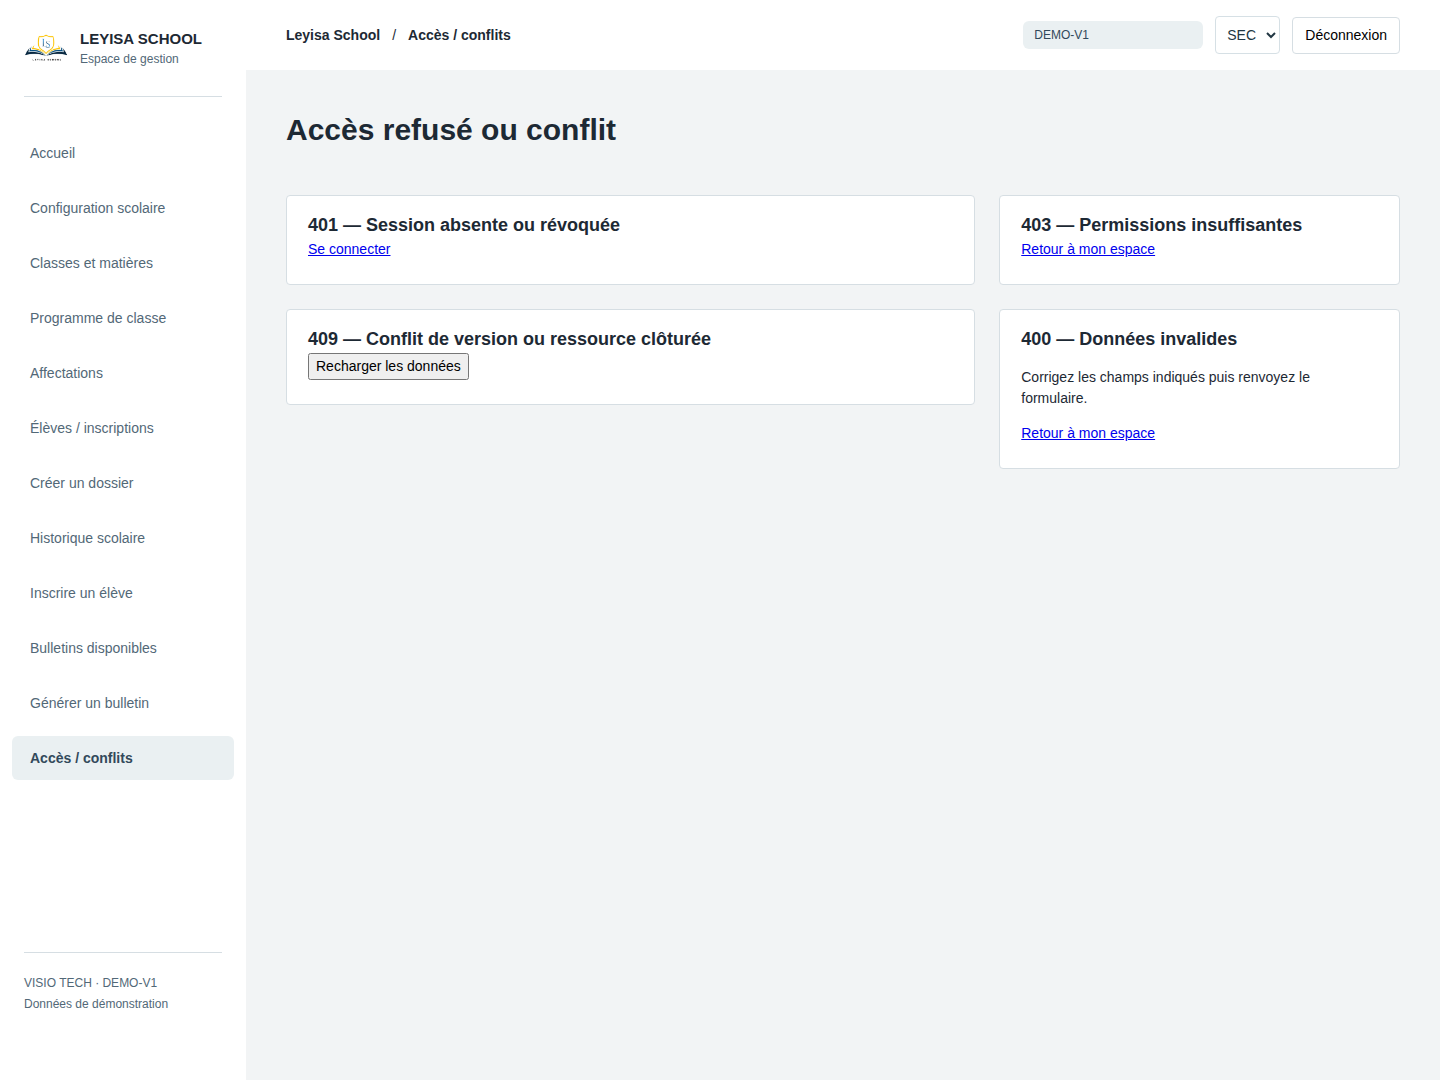 LEYISA SCHOOL
Espace de gestion
Accueil
Configuration scolaire
Classes et matières
Programme de classe
Affectations
Élèves / inscriptions
Créer un dossier
Historique scolaire
Inscrire un élève
Bulletins disponibles
Générer un bulletin
Accès / conflits
VISIO TECH · DEMO-V1
Données de démonstration
Leyisa School / Accès / conflits
DEMO-V1
SEC
Déconnexion
Accès refusé ou conflit
401 — Session absente ou révoquée
Se connecter
403 — Permissions insuffisantes
Retour à mon espace
409 — Conflit de version ou ressource clôturée
Recharger les données
400 — Données invalides
Corrigez les champs indiqués puis renvoyez le
formulaire.
Retour à mon espace